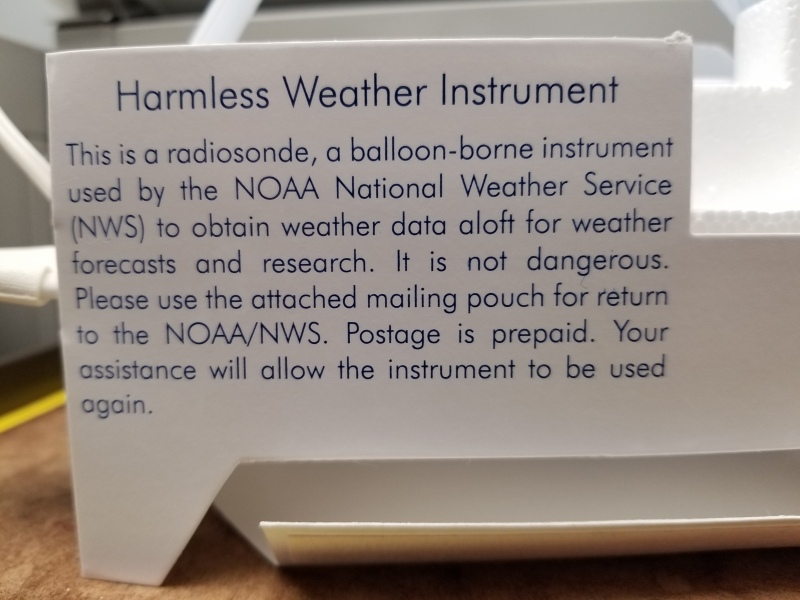 Harmless Weather Instrument
This is a radiosonde, a balloon-borne instrument
used by the NOAA National Weather Service
(NWS) to obtain weather data aloft for weather
forecasts and research. It is not dangerous.
Please use the attached mailing pouch for return
to the NOAA/NWS. Postage is prepaid. Your
assistance will allow the instrument to be used
again.